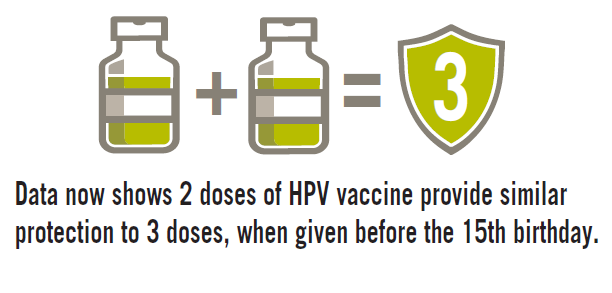 + = 3
Data now shows 2 doses of HPV vaccine provide similar
protection to 3 doses, when given before the 15th birthday.